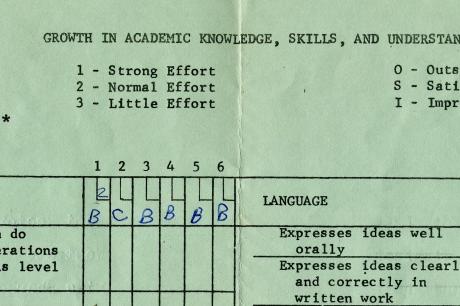 GROWTH IN ACADEMIC KNOWLEDGE, SKILLS, AND UNDERSTAN
1 - Strong Effort
2 - Normal Effort
3 - Little Effort
O - Outs
S - Sati
I - Impr
*
1 2 3 4 5 6
2
B C B B B B
LANGUAGE
do
erations
s level
Expresses ideas well
orally
Expresses ideas clearl
and correctly in
written work